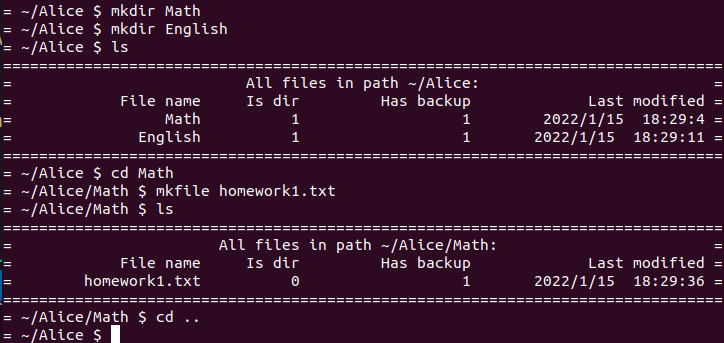 = ~/Alice $ mkdir Math
= ~/Alice $ mkdir English
= ~/Alice $ ls
================================================================================
=                          All files in path ~/Alice:                          =
=            File name     Is dir         Has backup             Last modified =
=                 Math          1                  1       2022/1/15  18:29:4 =
=              English          1                  1       2022/1/15  18:29:11 =
================================================================================
= ~/Alice $ cd Math
= ~/Alice/Math $ mkfile homework1.txt
= ~/Alice/Math $ ls
================================================================================
=                       All files in path ~/Alice/Math:                        =
=            File name     Is dir         Has backup             Last modified =
=        homework1.txt          0                  1       2022/1/15  18:29:36 =
================================================================================
= ~/Alice/Math $ cd ..
= ~/Alice $